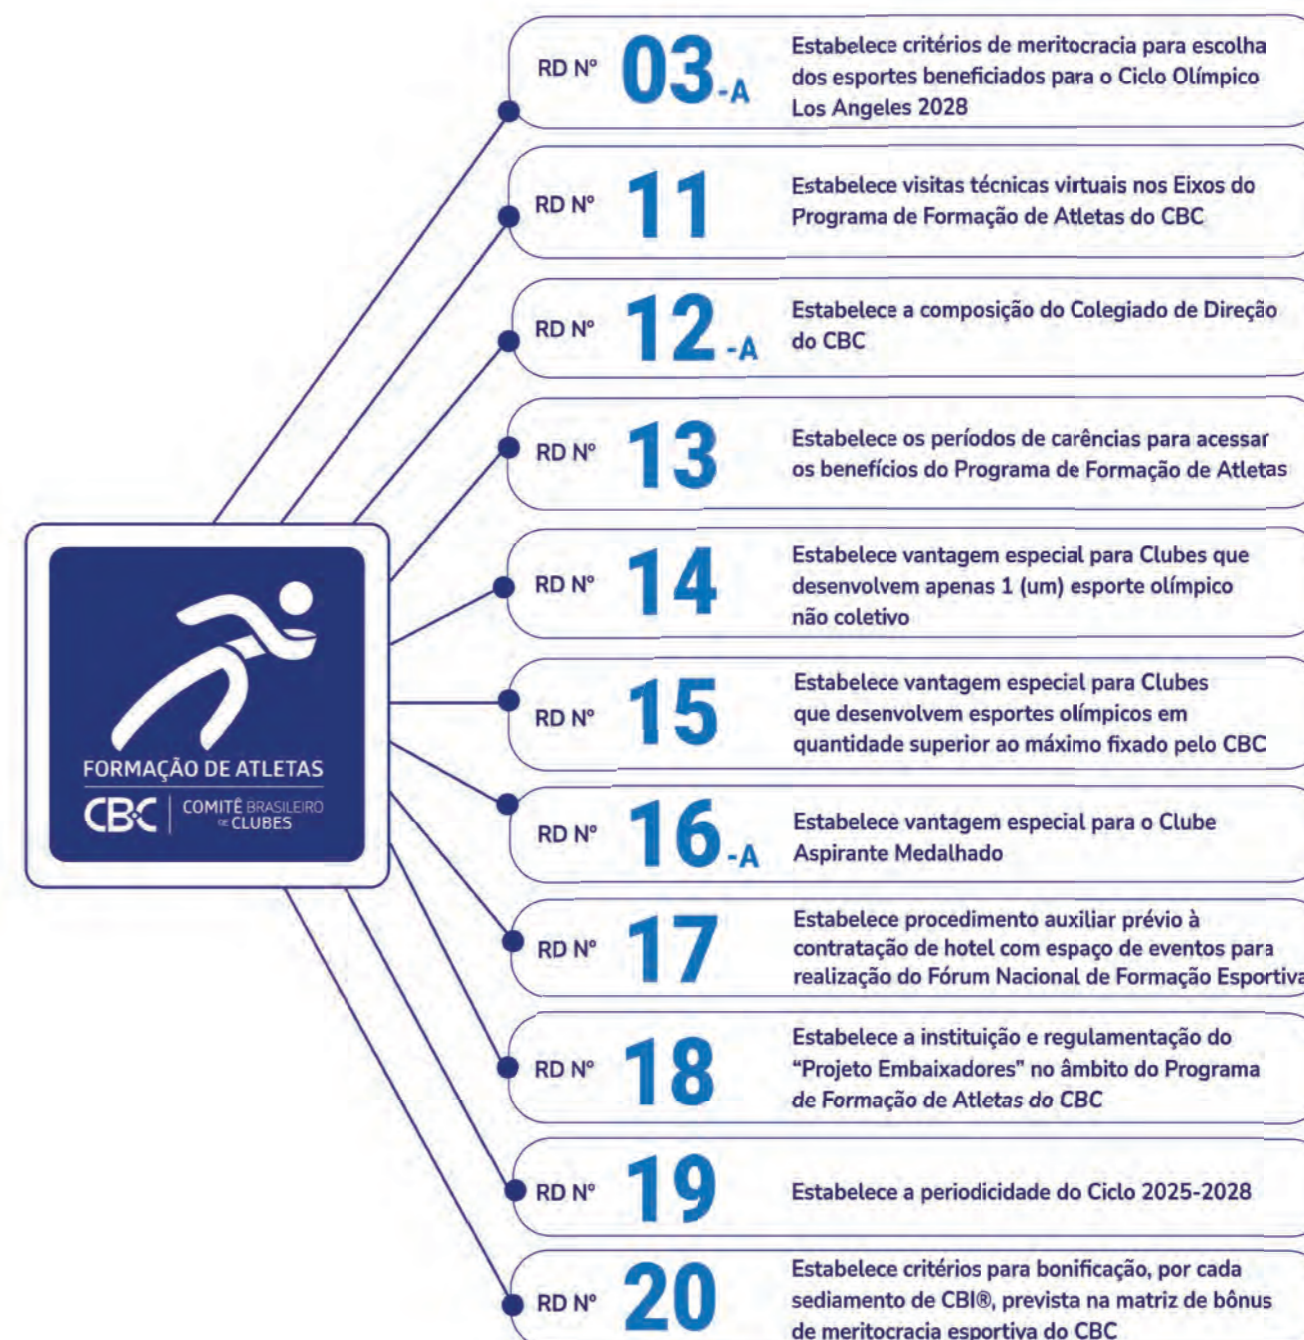 RD Nº 03-A
Estabelece critérios de meritocracia para escolha
dos esportes beneficiados para o Ciclo Olímpico
Los Angeles 2028
RD Nº 11
Estabelece visitas técnicas virtuais nos Eixos do
Programa de Formação de Atletas do CBC
RD Nº 12-A
Estabelece a composição do Colegiado de Direção
do CBC
RD Nº 13
Estabelece os períodos de carências para acessar
os benefícios do Programa de Formação de Atletas
RD Nº 14
Estabelece vantagem especial para Clubes que
desenvolvem apenas 1 (um) esporte olímpico
não coletivo
RD Nº 15
Estabelece vantagem especial para Clubes
que desenvolvem esportes olímpicos em
quantidade superior ao máximo fixado pelo CBC
RD Nº 16-A
Estabelece vantagem especial para o Clube
Aspirante Medalhado
RD Nº 17
Estabelece procedimento auxiliar prévio à
contratação de hotel com espaço de eventos para
realização do Fórum Nacional de Formação Esportiva
RD Nº 18
Estabelece a instituição e regulamentação do
“Projeto Embaixadores” no âmbito do Programa
de Formação de Atletas do CBC
RD Nº 19
Estabelece a periodicidade do Ciclo 2025-2028
RD Nº 20
Estabelece critérios para bonificação, por cada
sediamento de CBI®, prevista na matriz de bônus
de meritocracia esportiva do CBC
FORMAÇÃO DE ATLETAS
CBC
COMITÊ BRASILEIRO
DE CLUBES